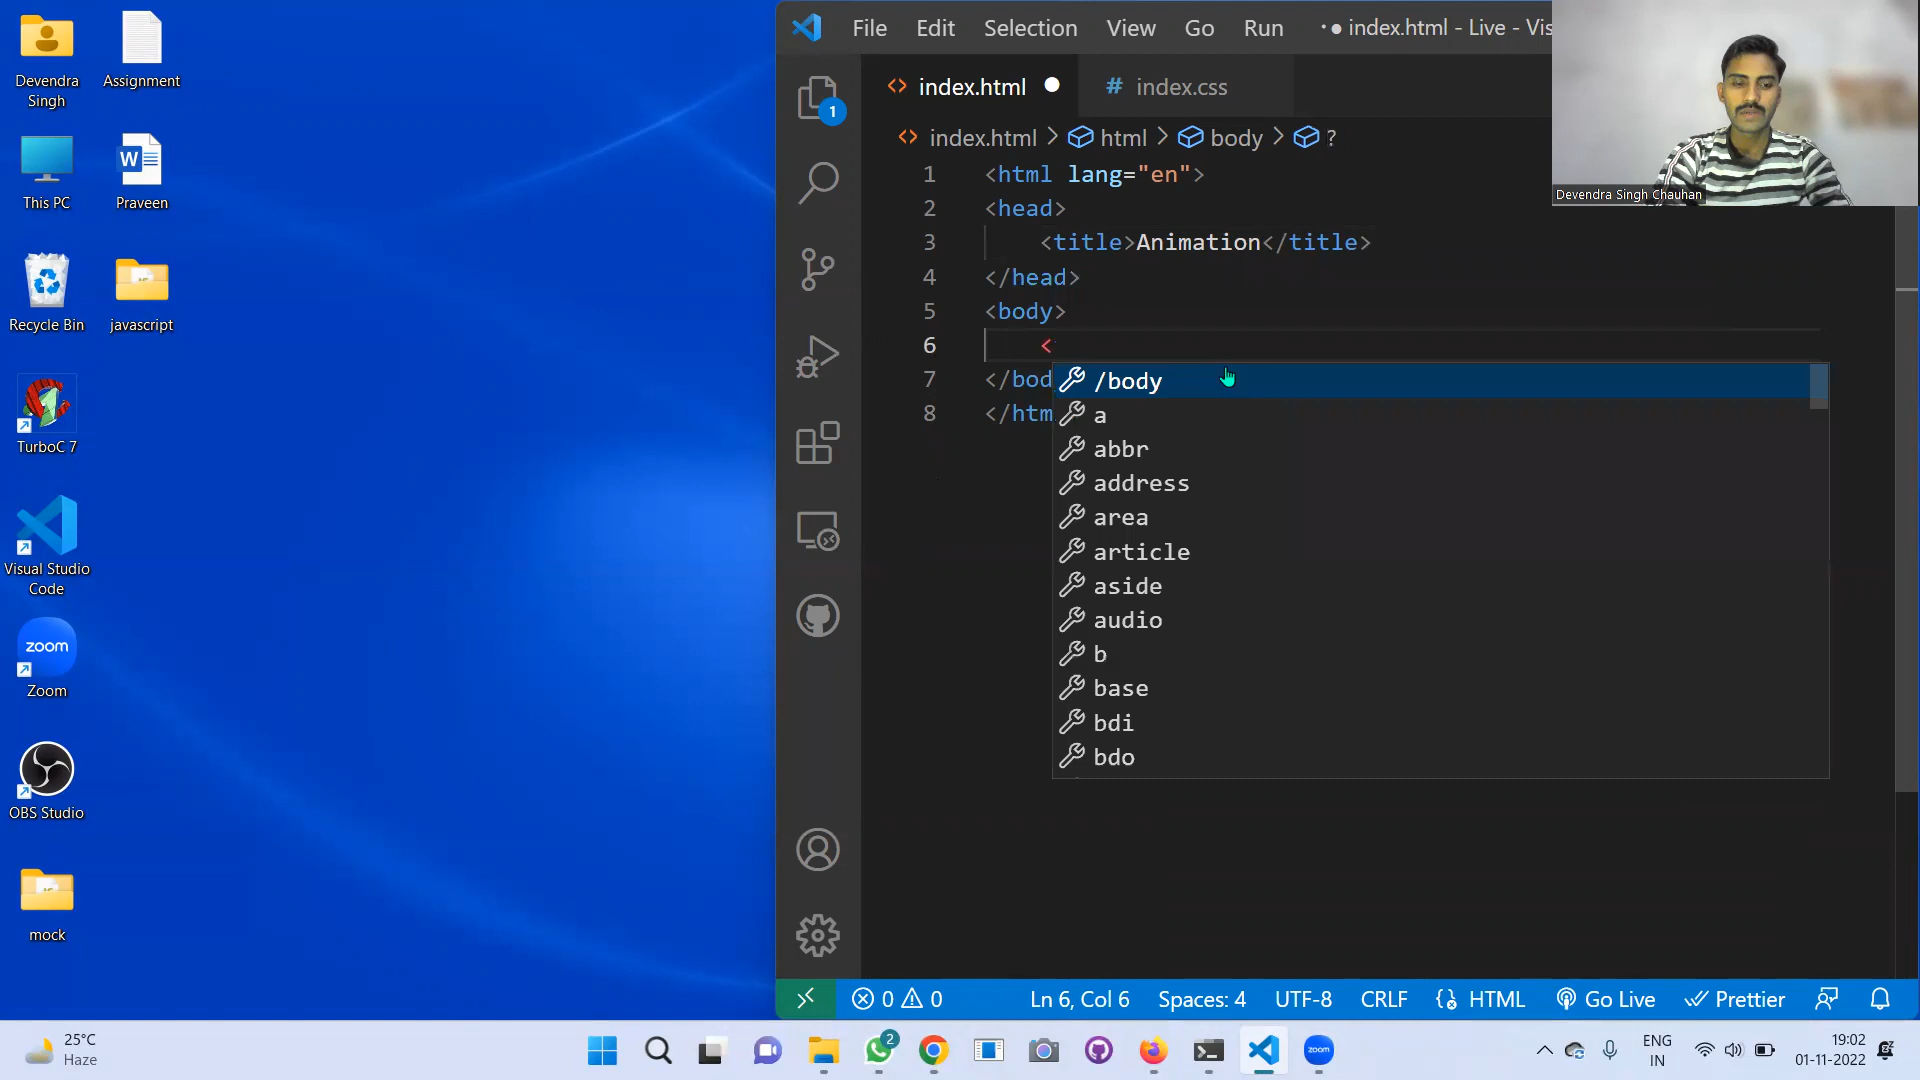 Devendra
Singh
Assignment
This PC
Praveen
Recycle Bin
javascript
TurboC 7
Visual Studio
Code
zoom
Zoom
OBS Studio
mock
File Edit Selection View Go Run
● index.html - Live - Vis
Devendra Singh Chauhan
1
<> index.html ●
# index.css
<> index.html > html > body > ?
1 <html lang="en">
2 <head>
3 <title>Animation</title>
4 </head>
5 <body>
6 <
7 </bod
8 </htm
/body
a
abbr
address
area
article
aside
audio
b
base
bdi
bdo
0 0
Ln 6, Col 6 Spaces: 4 UTF-8 CRLF HTML Go Live Prettier
25°C
Haze
2
zoom
ENG
IN
19:02
01-11-2022